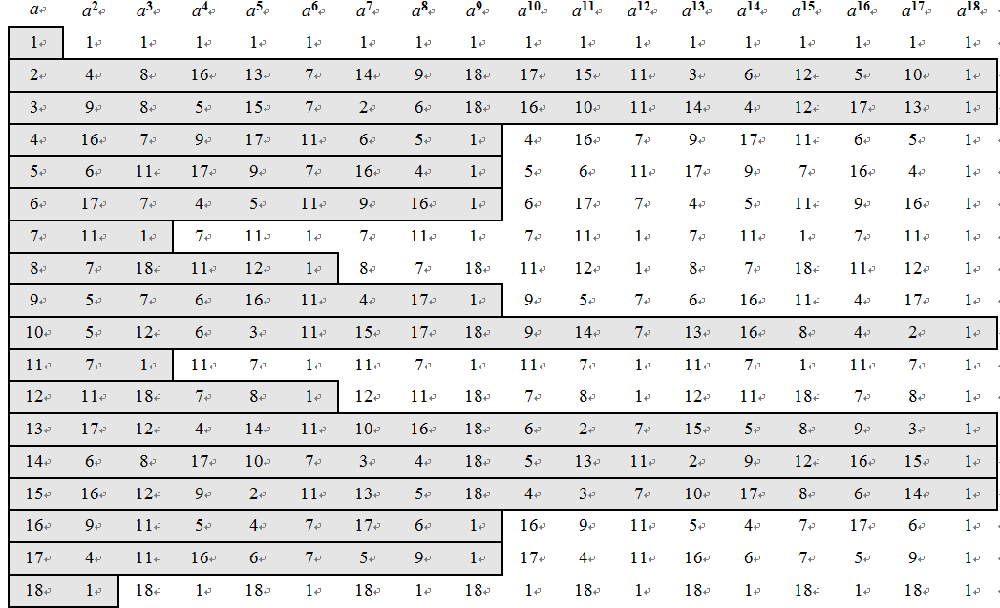 a a² a³ a⁴ a⁵ a⁶ a⁷ a⁸ a⁹ a¹⁰ a¹¹ a¹² a¹³ a¹⁴ a¹⁵ a¹⁶ a¹⁷ a¹⁸
1 1 1 1 1 1 1 1 1 1 1 1 1 1 1 1 1 1
2 4 8 16 13 7 14 9 18 17 15 11 3 6 12 5 10 1
3 9 8 5 15 7 2 6 18 16 10 11 14 4 12 17 13 1
4 16 7 9 17 11 6 5 1 4 16 7 9 17 11 6 5 1
5 6 11 17 9 7 16 4 1 5 6 11 17 9 7 16 4 1
6 17 7 4 5 11 9 16 1 6 17 7 4 5 11 9 16 1
7 11 1 7 11 1 7 11 1 7 11 1 7 11 1 7 11 1
8 7 18 11 12 1 8 7 18 11 12 1 8 7 18 11 12 1
9 5 7 6 16 11 4 17 1 9 5 7 6 16 11 4 17 1
10 5 12 6 3 11 15 17 18 9 14 7 13 16 8 4 2 1
11 7 1 11 7 1 11 7 1 11 7 1 11 7 1 11 7 1
12 11 18 7 8 1 12 11 18 7 8 1 12 11 18 7 8 1
13 17 12 4 14 11 10 16 18 6 2 7 15 5 8 9 3 1
14 6 8 17 10 7 3 4 18 5 13 11 2 9 12 16 15 1
15 16 12 9 2 11 13 5 18 4 3 7 10 17 8 6 14 1
16 9 11 5 4 7 17 6 1 16 9 11 5 4 7 17 6 1
17 4 11 16 6 7 5 9 1 17 4 11 16 6 7 5 9 1
18 1 18 1 18 1 18 1 18 1 18 1 18 1 18 1 18 1